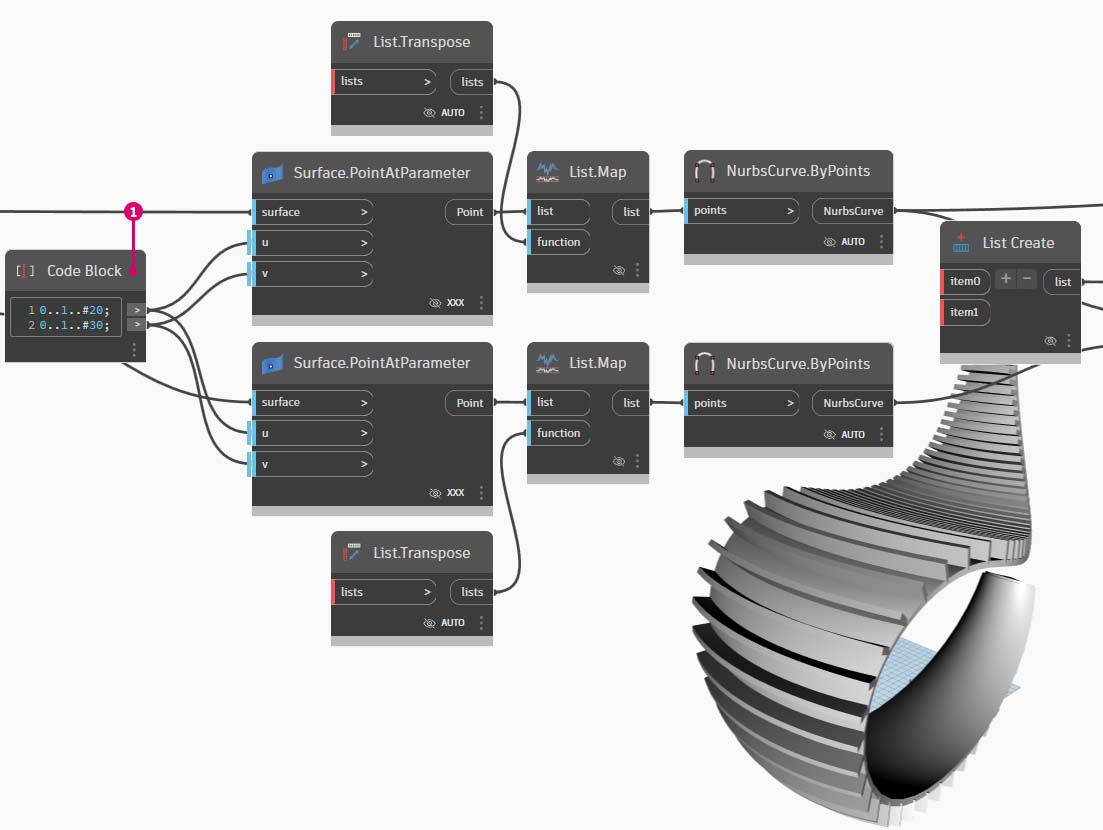 List.Transpose
lists > lists
AUTO
Surface.PointAtParameter
surface > Point
u >
v >
XXX
List.Map
list list
function
NurbsCurve.ByPoints
points > NurbsCurve
AUTO
1
Code Block
1 0..1..#20; >
2 0..1..#30; >
List Create
item0 + - list
item1
Surface.PointAtParameter
surface > Point
u >
v >
XXX
List.Map
list list
function
NurbsCurve.ByPoints
points > NurbsCurve
AUTO
List.Transpose
lists > lists
AUTO